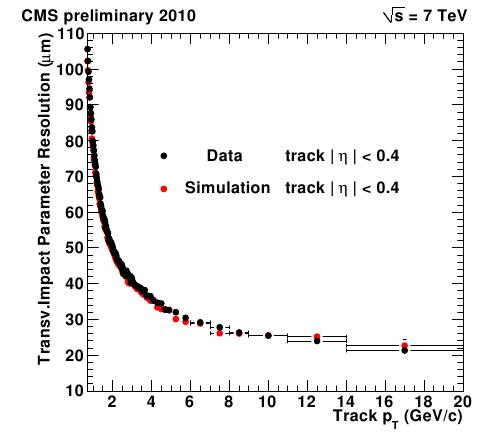 CMS preliminary 2010 √s = 7 TeV
Transv.Impact Parameter Resolution (μm)
110
100
90
80
70
60
50
40
30
20
10
Data track | η | < 0.4
Simulation track | η | < 0.4
2 4 6 8 10 12 14 16 18 20
Track pT (GeV/c)